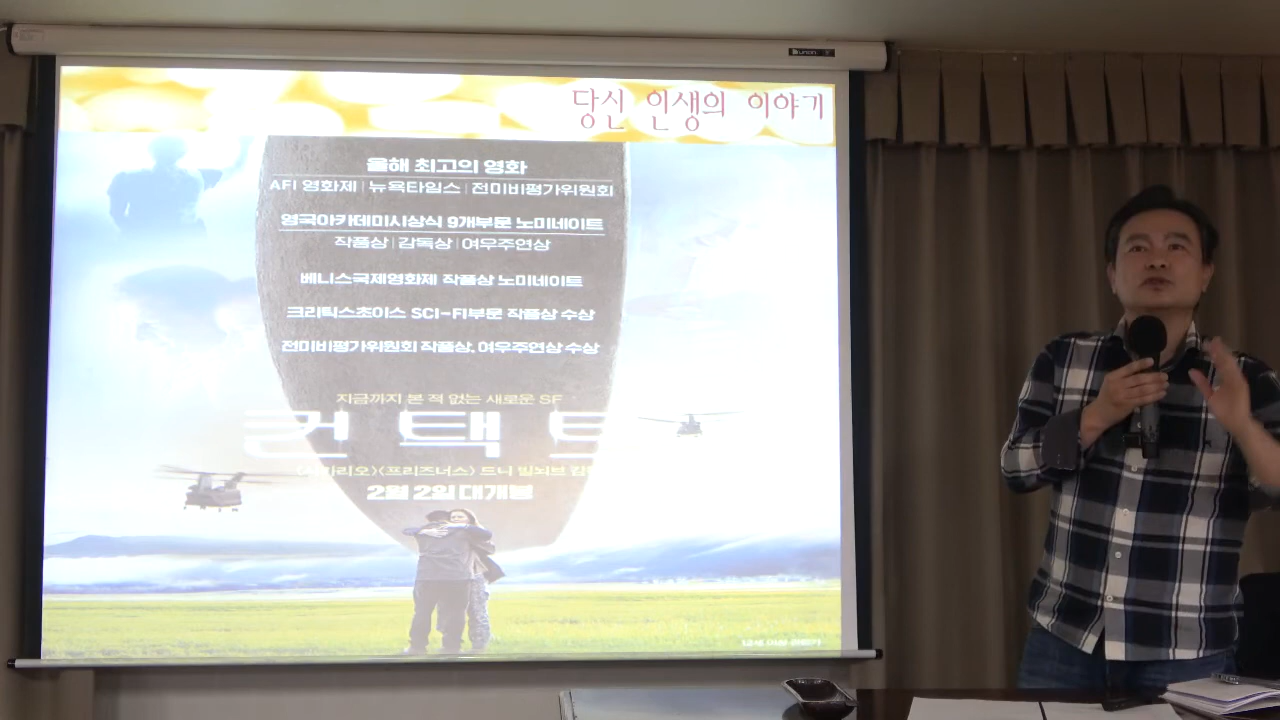 당신 인생의 이야기
올해 최고의 영화
AFI 영화제 | 뉴욕타임스 | 전미비평가위원회
영국아카데미시상식 9개부문 노미네이트
작품상 | 감독상 | 여우주연상
베니스국제영화제 작품상 노미네이트
크리틱스초이스 SCI-FI부문 작품상 수상
전미비평가위원회 작품상, 여우주연상 수상
지금까지 본 적 없는 새로운 SF
컨택트
<시카리오><프리즈너스> 드니 빌뇌브
2월 2일 대개봉